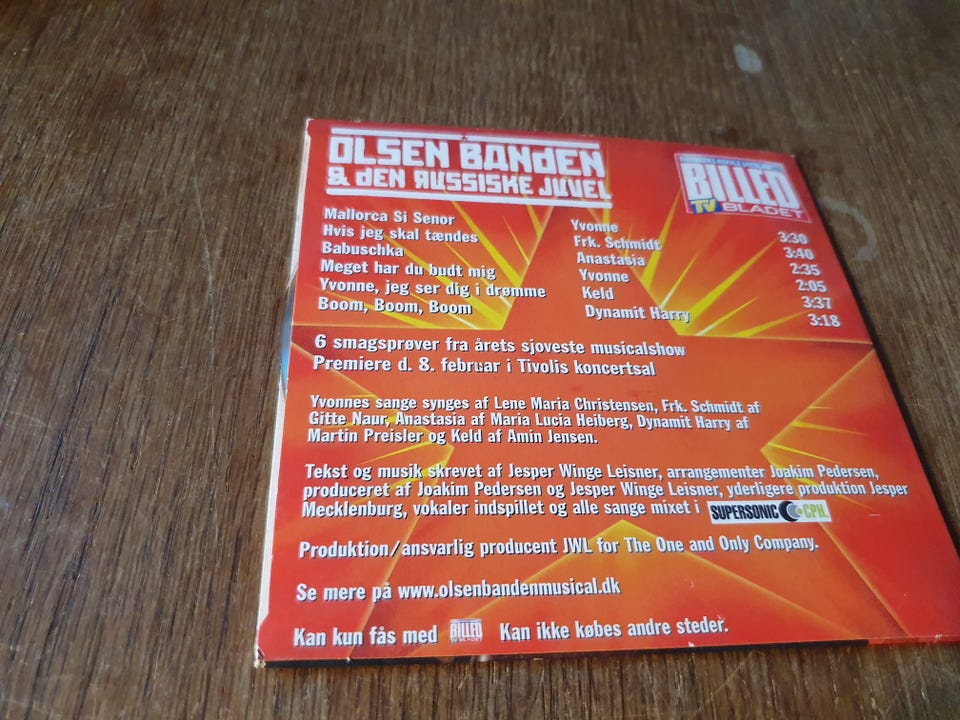 OLSEN BANDEN
& DEN RUSSISKE JUVEL
BILLED
TV BLADET
Mallorca Si Senor Yvonne 3:30
Hvis jeg skal tændes Frk. Schmidt 3:40
Babuschka Anastasia 2:35
Meget har du budt mig Yvonne 2:05
Yvonne, jeg ser dig i drømme Keld 3:37
Boom, Boom, Boom Dynamit Harry 3:18
6 smagsprøver fra årets sjoveste musicalshow
Premiere d. 8. februar i Tivolis koncertsal
Yvonnes sange synges af Lene Maria Christensen, Frk. Schmidt af
Gitte Naur, Anastasia af Maria Lucia Heiberg, Dynamit Harry af
Martin Preisler og Keld af Amin Jensen.
Tekst og musik skrevet af Jesper Winge Leisner, arrangementer Joakim Pedersen,
produceret af Joakim Pedersen og Jesper Winge Leisner, yderligere produktion Jesper
Mecklenburg, vokaler indspillet og alle sange mixet i SUPERSONIC CPH.
Produktion/ansvarlig producent JWL for The One and Only Company.
Se mere på www.olsenbandenmusical.dk
Kan kun fås med BILLED TV BLADET Kan ikke købes andre steder.